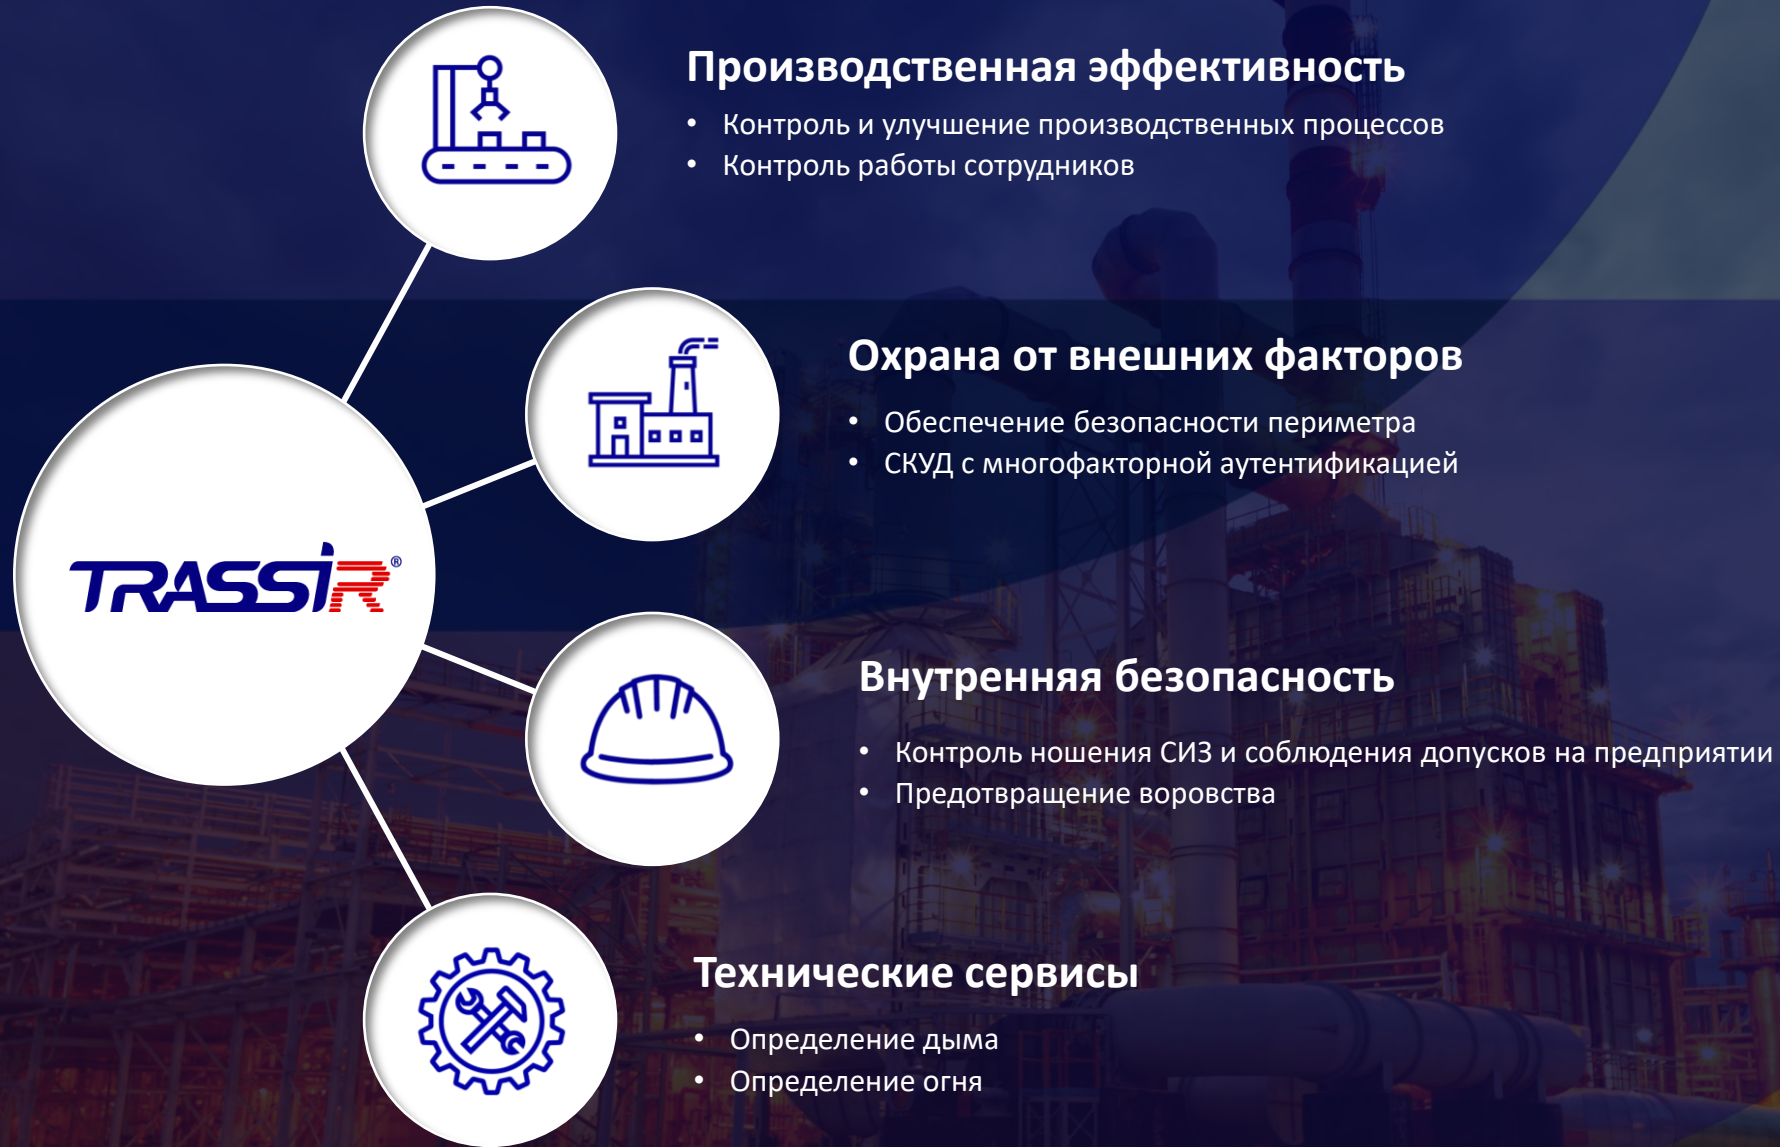 Производственная эффективность
• Контроль и улучшение производственных процессов
• Контроль работы сотрудников
Охрана от внешних факторов
• Обеспечение безопасности периметра
• СКУД с многофакторной аутентификацией
TRASSIR®
Внутренняя безопасность
• Контроль ношения СИЗ и соблюдения допусков на предприятии
• Предотвращение воровства
Технические сервисы
• Определение дыма
• Определение огня